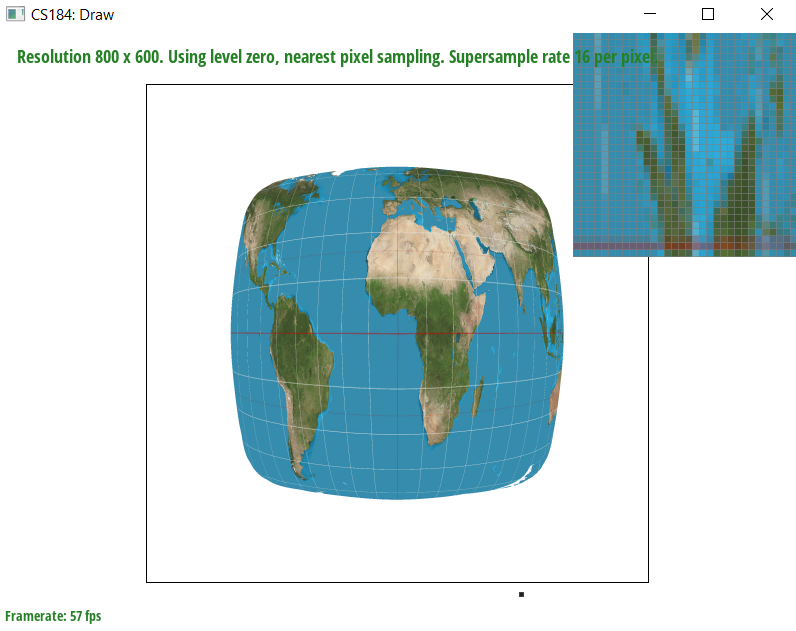 CS184: Draw
Resolution 800 x 600. Using level zero, nearest pixel sampling. Supersample rate 16 per pixel.
Framerate: 57 fps